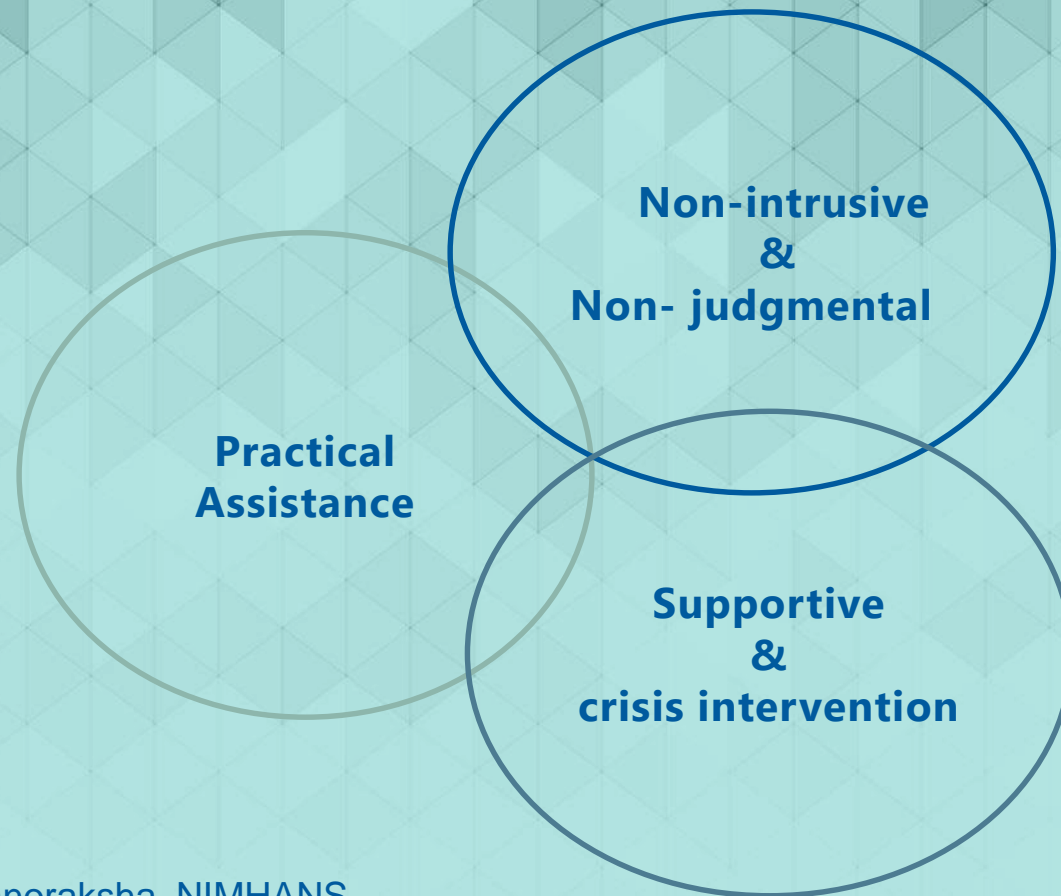 Non-intrusive
&
Non- judgmental
Practical
Assistance
Supportive
&
crisis intervention
NIMHANS